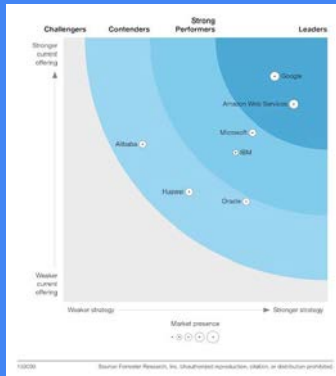 Challengers
Contenders
Strong
Performers
Leaders
Stronger
current
offering
Google
Amazon Web Services
Microsoft
Alibaba
IBM
Huawei
Oracle
Weaker
current
offering
Weaker strategy
Stronger strategy
Market presence
Source: Forrester Research, Inc. Unauthorized reproduction, citation, or distribution prohibited.